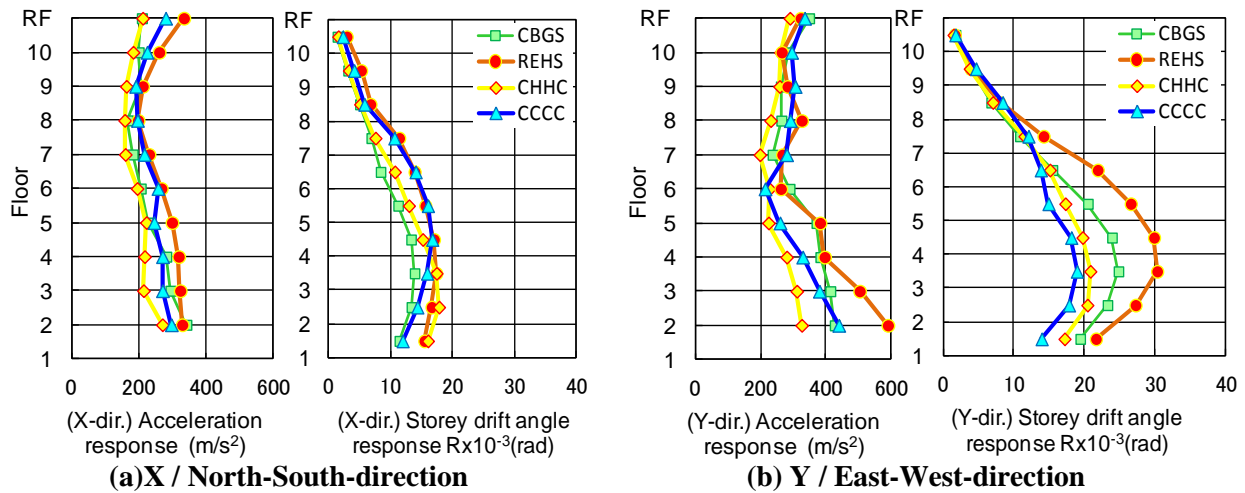 RF
10
9
8
7
6
5
4
3
2
1
Floor
0 200 400 600
(X-dir.) Acceleration
response (m/s2)
RF
10
9
8
7
6
5
4
3
2
1
CBGS
REHS
CHHC
CCCC
0 10 20 30 40
(X-dir.) Storey drift angle
response Rx10-3(rad)
(a)X / North-South-direction
RF
10
9
8
7
6
5
4
3
2
1
Floor
0 200 400 600
(Y-dir.) Acceleration
response (m/s2)
RF
10
9
8
7
6
5
4
3
2
1
CBGS
REHS
CHHC
CCCC
0 10 20 30 40
(Y-dir.) Storey drift angle
response Rx10-3(rad)
(b) Y / East-West-direction